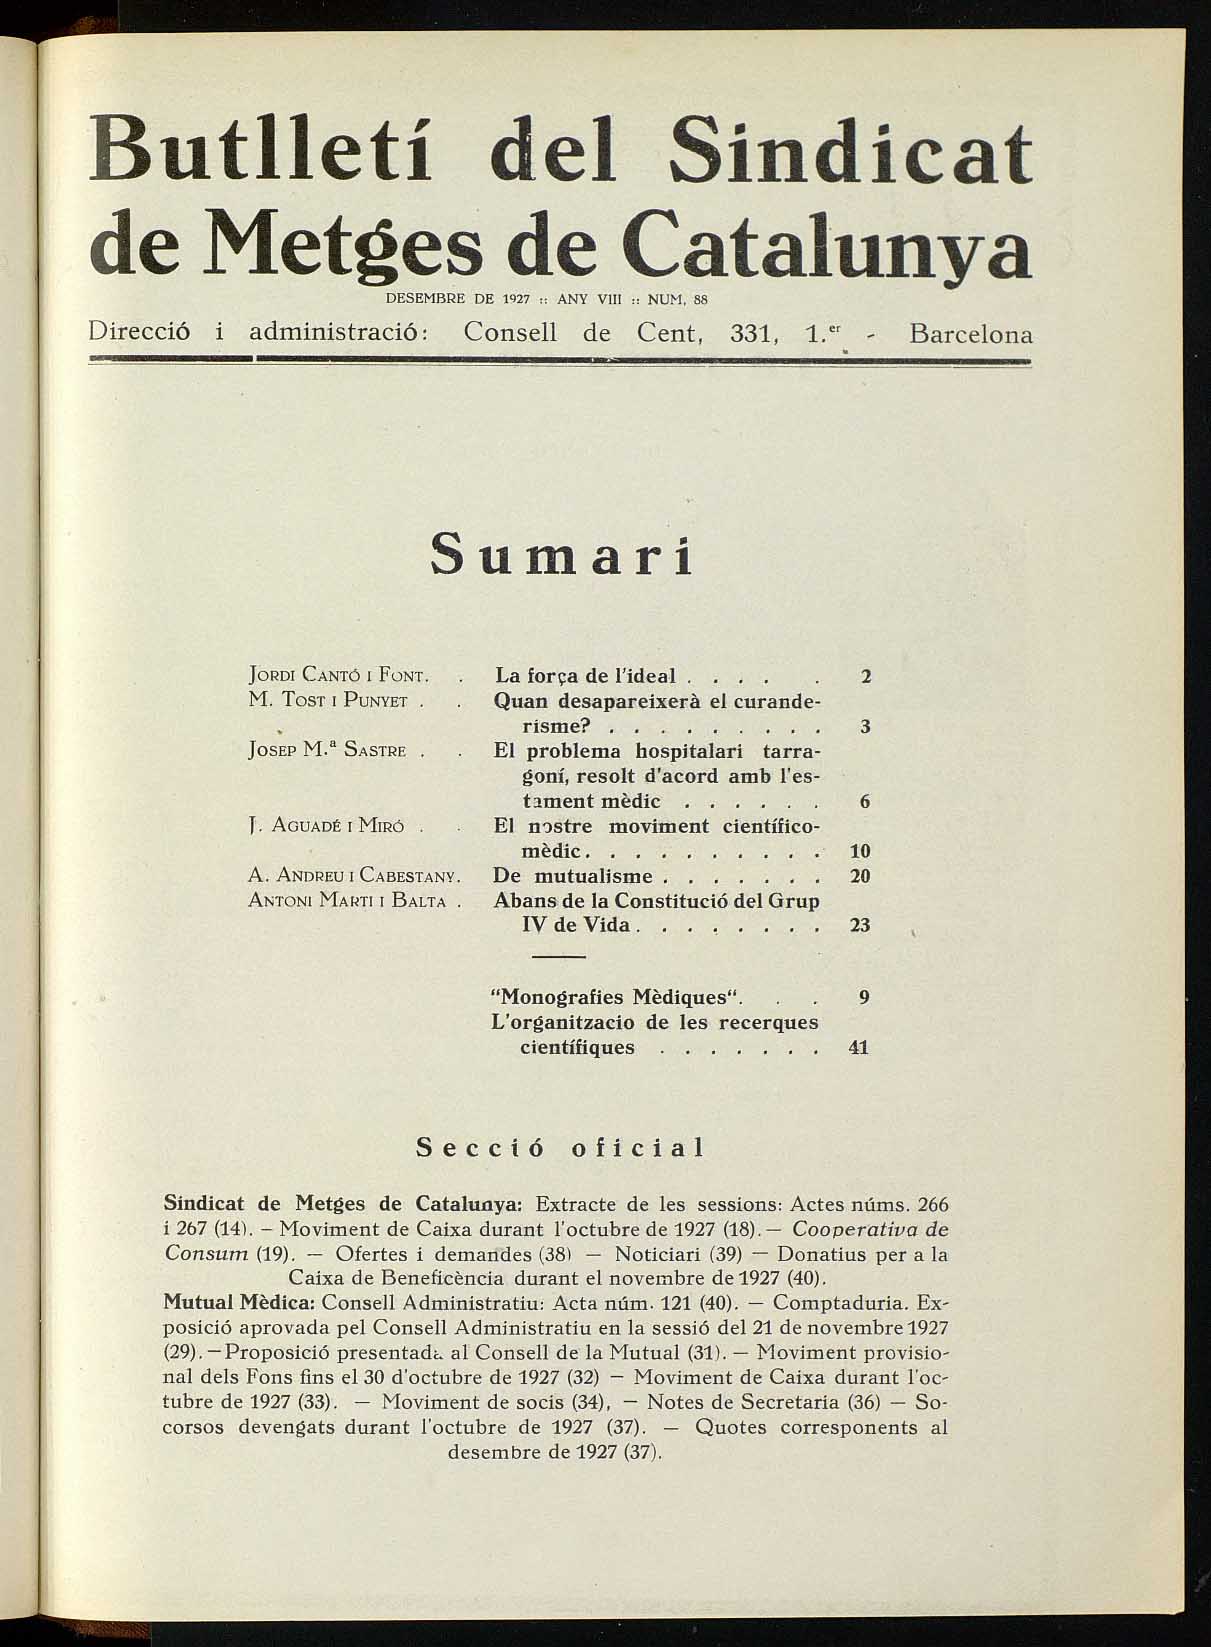 Butlletí del Sindicat
de Metges de Catalunya
DESEMBRE DE 1927 :: ANY VIII :: NUM, 88
Direcció i administració: Consell de Cent, 331, 1.er - Barcelona
Sumari
JORDI CANTÓ I FONT. . La força de l'ideal . . . . . 2
M. TOST I PUNYET . . Quan desapareixerà el curande-
risme? . . . . . . . . . 3
JOSEP M.ª SASTRE . . El problema hospitalari tarra-
goní, resolt d'acord amb l'es-
tament mèdic . . . . . . 6
J. AGUADÉ I MIRÓ . . El nostre moviment científico-
mèdic. . . . . . . . . . 10
A. ANDREU I CABESTANY. De mutualisme . . . . . . . 20
ANTONI MARTI I BALTA . Abans de la Constitució del Grup
IV de Vida . . . . . . . . 23
“Monografies Mèdiques“. . . 9
L'organitzacio de les recerques
científiques . . . . . . . 41
Secció oficial
Sindicat de Metges de Catalunya: Extracte de les sessions: Actes núms. 266
i 267 (14). – Moviment de Caixa durant l'octubre de 1927 (18). — Cooperativa de
Consum (19). — Ofertes i demandes (38) — Noticiari (39) — Donatius per a la
Caixa de Beneficència durant el novembre de 1927 (40).
Mutual Mèdica: Consell Administratiu: Acta núm. 121 (40). — Comptaduria. Ex-
posició aprovada pel Consell Administratiu en la sessió del 21 de novembre 1927
(29). — Proposició presentada al Consell de la Mutual (31). — Moviment provisio-
nal dels Fons fins el 30 d'octubre de 1927 (32) — Moviment de Caixa durant l'oc-
tubre de 1927 (33). — Moviment de socis (34), — Notes de Secretaria (36) — So-
corsos devengats durant l'octubre de 1927 (37). — Quotes corresponents al
desembre de 1927 (37).